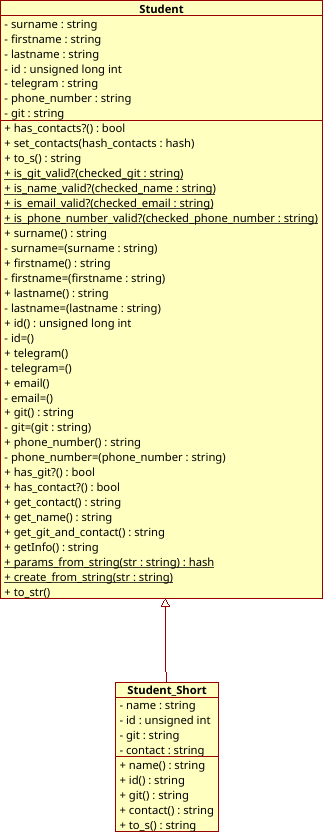 Student
- surname : string
- firstname : string
- lastname : string
- id : unsigned long int
- telegram : string
- phone_number : string
- git : string
+ has_contacts?() : bool
+ set_contacts(hash_contacts : hash)
+ to_s() : string
+ is_git_valid?(checked_git : string)
+ is_name_valid?(checked_name : string)
+ is_email_valid?(checked_email : string)
+ is_phone_number_valid?(checked_phone_number : string)
+ surname() : string
- surname=(surname : string)
+ firstname() : string
- firstname=(firstname : string)
+ lastname() : string
- lastname=(lastname : string)
+ id() : unsigned long int
- id=()
+ telegram()
- telegram=()
+ email()
- email=()
+ git() : string
- git=(git : string)
+ phone_number() : string
- phone_number=(phone_number : string)
+ has_git?() : bool
+ has_contact?() : bool
+ get_contact() : string
+ get_name() : string
+ get_git_and_contact() : string
+ getInfo() : string
+ params_from_string(str : string) : hash
+ create_from_string(str : string)
+ to_str()
Student_Short
- name : string
- id : unsigned int
- git : string
- contact : string
+ name() : string
+ id() : string
+ git() : string
+ contact() : string
+ to_s() : string